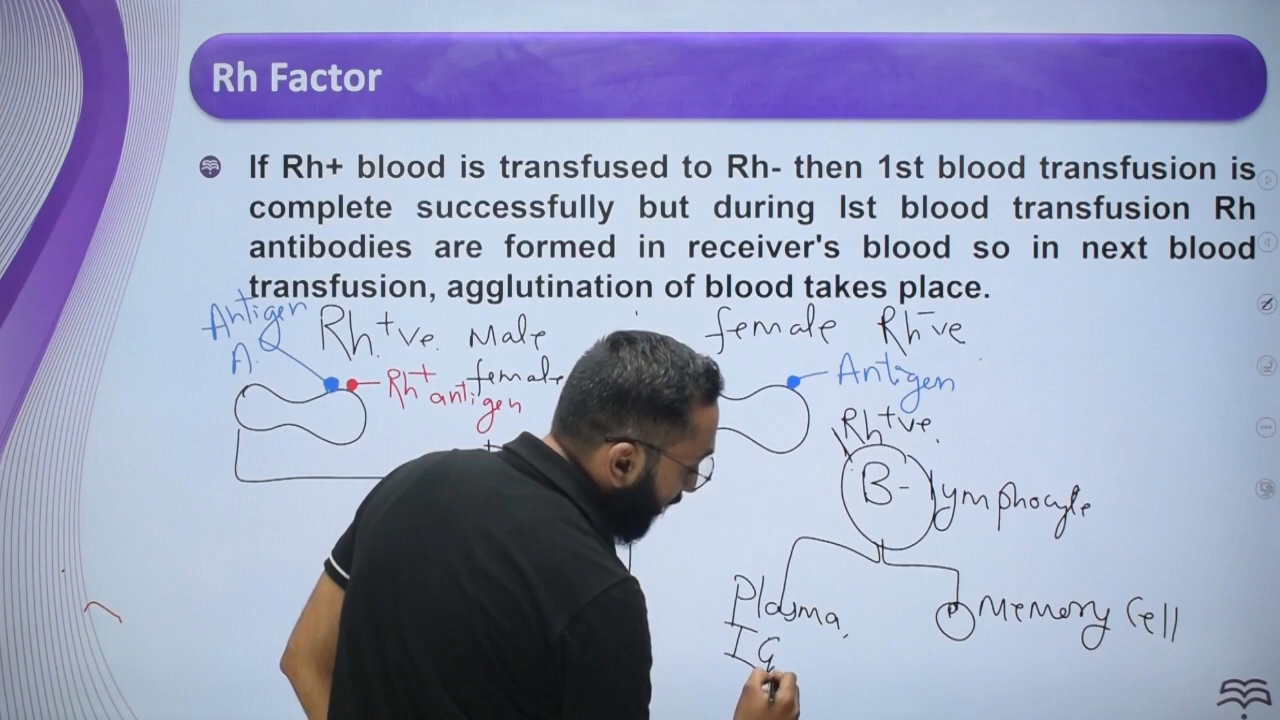 Rh Factor
If Rh+ blood is transfused to Rh- then 1st blood transfusion is
complete successfully but during Ist blood transfusion Rh
antibodies are formed in receiver's blood so in next blood
transfusion, agglutination of blood takes place.
Antigen
A
Rh+ve Male
female
Rh+
antigen
female Rh-ve
Antigen
Rh+ve
B-lymphocyte
Plasma
IG
P
Memory Cell